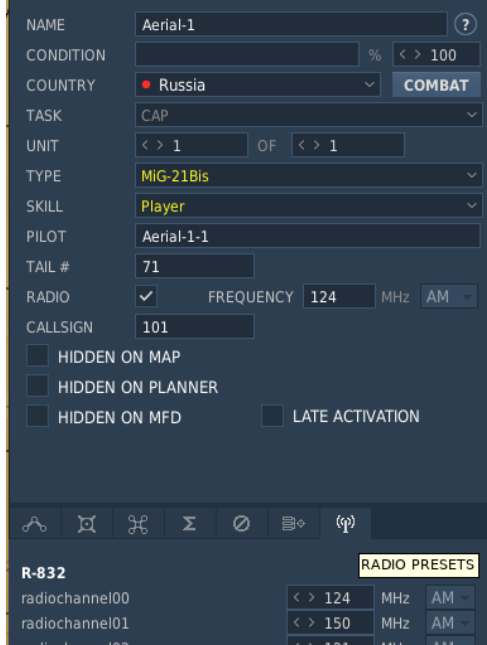 NAME Aerial-1 ?
CONDITION % < > 100
COUNTRY Russia COMBAT
TASK CAP
UNIT < > 1 OF < > 1
TYPE MiG-21Bis
SKILL Player
PILOT Aerial-1-1
TAIL # 71
RADIO FREQUENCY 124 MHz AM
CALLSIGN 101
HIDDEN ON MAP
HIDDEN ON PLANNER
HIDDEN ON MFD LATE ACTIVATION
RADIO PRESETS
R-832
radiochannel00 < > 124 MHz AM
radiochannel01 < > 150 MHz AM